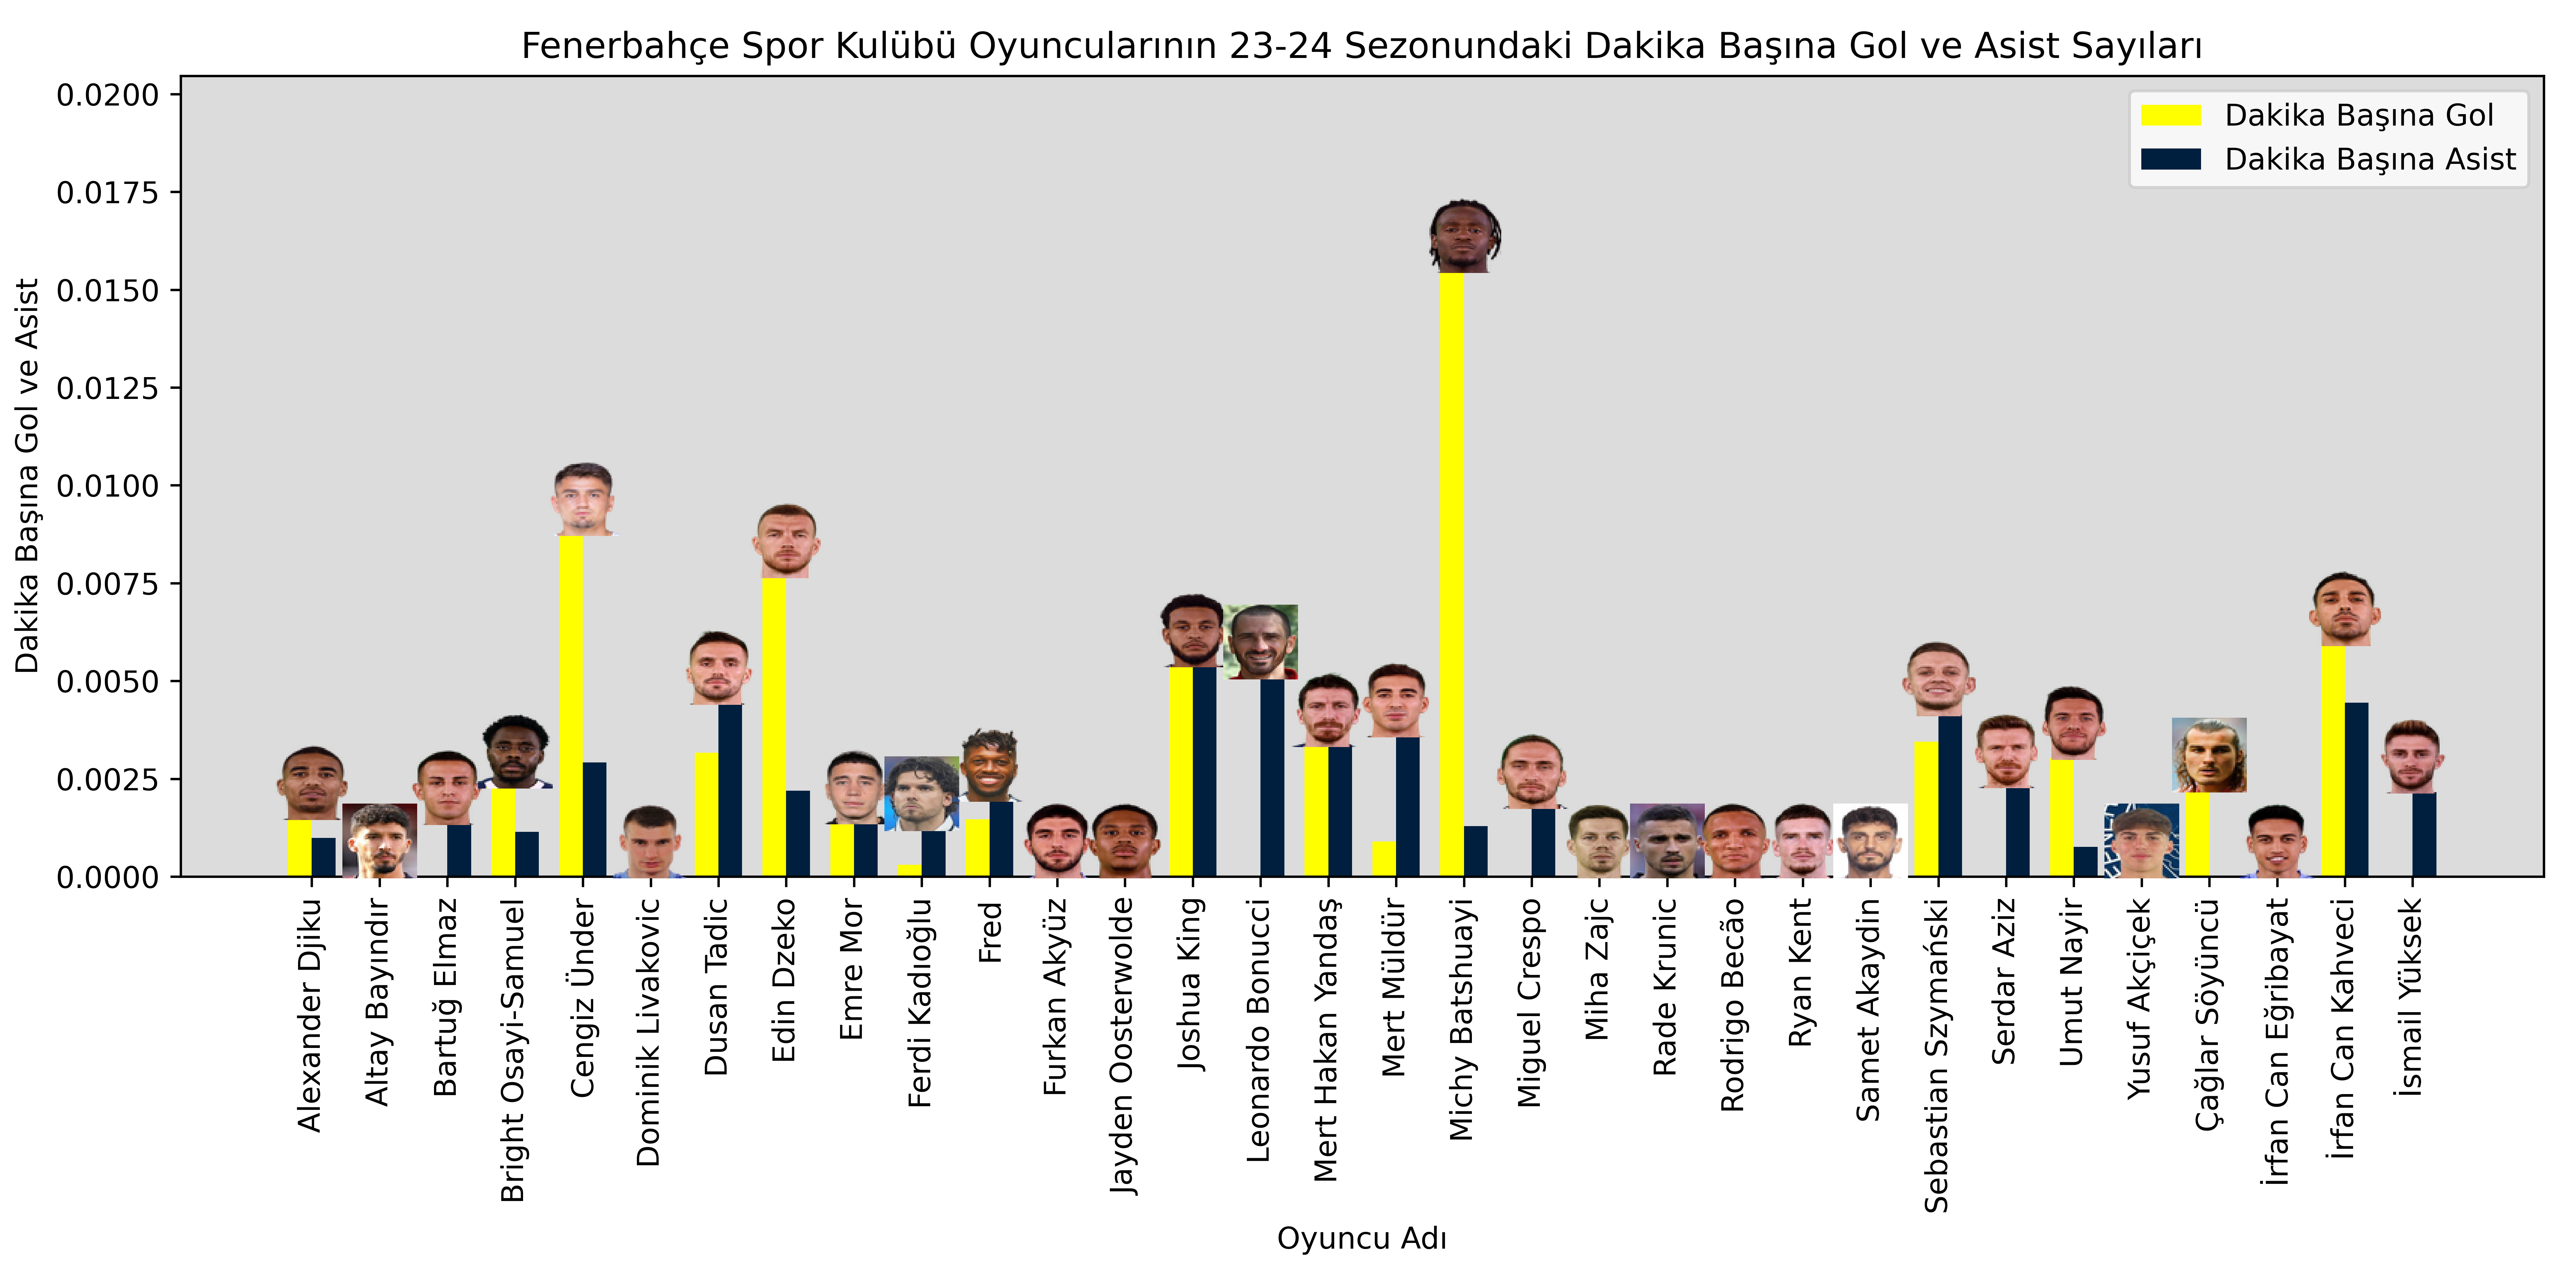 Fenerbahçe Spor Kulübü Oyuncularının 23-24 Sezonundaki Dakika Başına Gol ve Asist Sayıları
Dakika Başına Gol
Dakika Başına Asist
Dakika Başına Gol ve Asist
0.0200
0.0175
0.0150
0.0125
0.0100
0.0075
0.0050
0.0025
0.0000
Alexander Djiku
Altay Bayındır
Bartuğ Elmaz
Bright Osayi-Samuel
Cengiz Ünder
Dominik Livakovic
Dusan Tadic
Edin Dzeko
Emre Mor
Ferdi Kadıoğlu
Fred
Furkan Akyüz
Jayden Oosterwolde
Joshua King
Leonardo Bonucci
Mert Hakan Yandaş
Mert Müldür
Michy Batshuayi
Miguel Crespo
Miha Zajc
Rade Krunic
Rodrigo Becão
Ryan Kent
Samet Akaydin
Sebastian Szymański
Serdar Aziz
Umut Nayir
Yusuf Akçiçek
Çağlar Söyüncü
İrfan Can Eğribayat
İrfan Can Kahveci
İsmail Yüksek
Oyuncu Adı